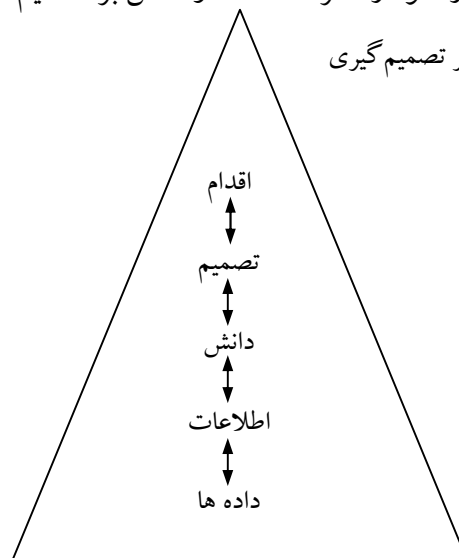 تصمیم گیری
اقدام
تصمیم
دانش
اطلاعات
داده ها